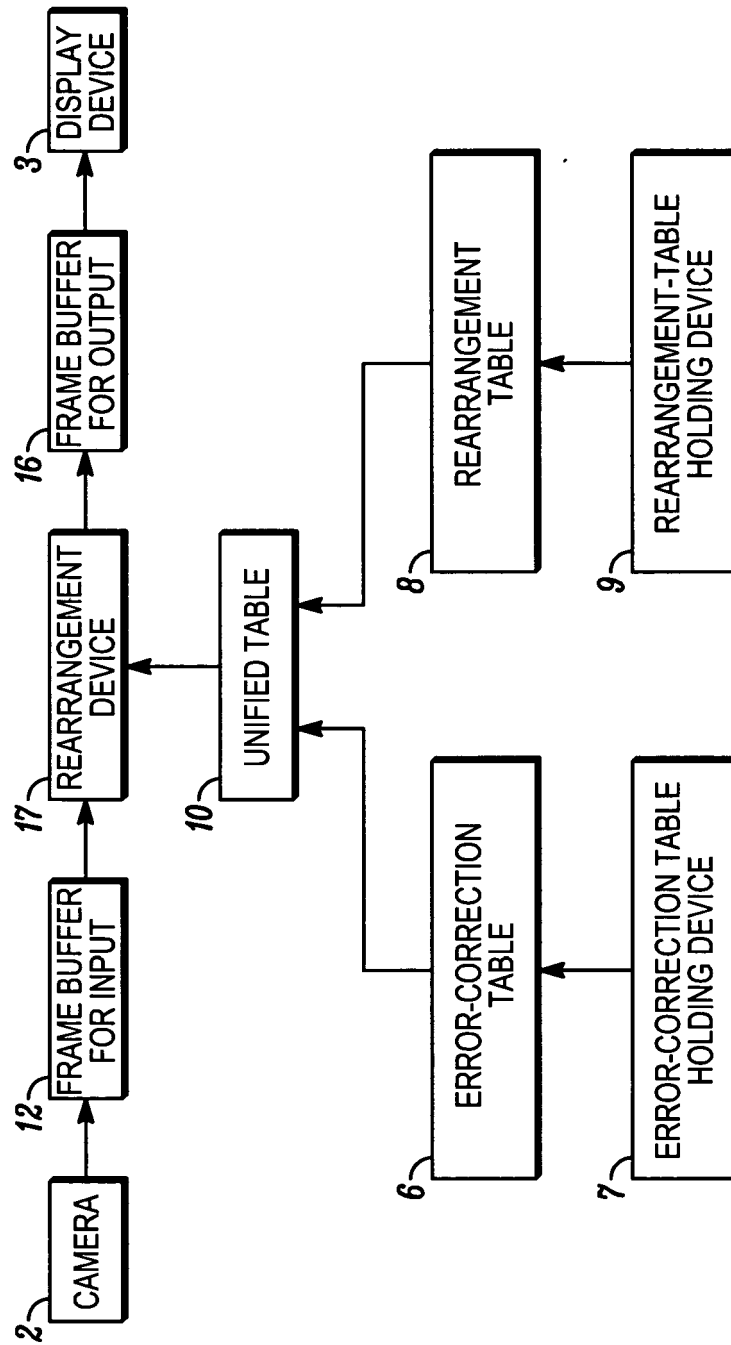 2
CAMERA
12
FRAME BUFFER
FOR INPUT
17
REARRANGEMENT
DEVICE
16
FRAME BUFFER
FOR OUTPUT
3
DISPLAY
DEVICE
10
UNIFIED TABLE
6
ERROR-CORRECTION
TABLE
8
REARRANGEMENT
TABLE
7
ERROR-CORRECTION TABLE
HOLDING DEVICE
9
REARRANGEMENT-TABLE
HOLDING DEVICE